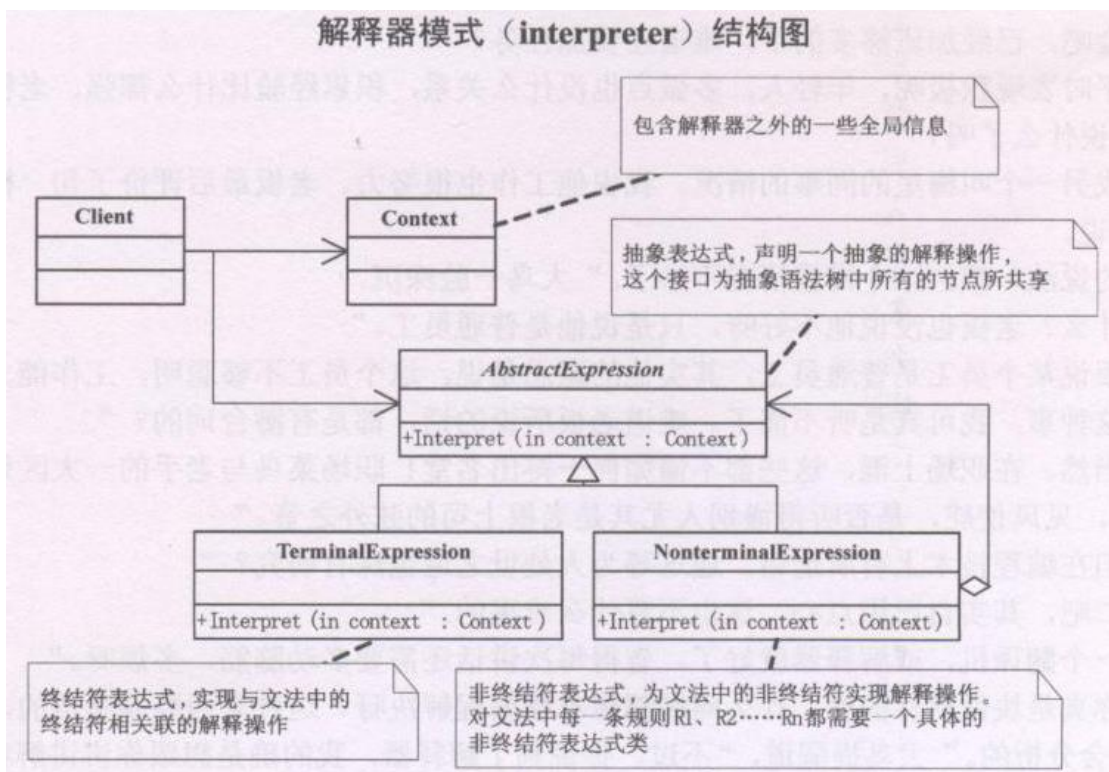 解释器模式（interpreter）结构图
包含解释器之外的一些全局信息
Client
Context
抽象表达式，声明一个抽象的解释操作，
这个接口为抽象语法树中所有的节点所共享
AbstractExpression
+Interpret(in context : Context)
TerminalExpression
NonterminalExpression
+Interpret(in context : Context)
+Interpret(in context : Context)
终结符表达式，实现与文法中的
终结符相关联的解释操作
非终结符表达式，为文法中的非终结符实现解释操作，
对文法中每一条规则R1、R2……Rn都需要一个具体的
非终结符表达式类